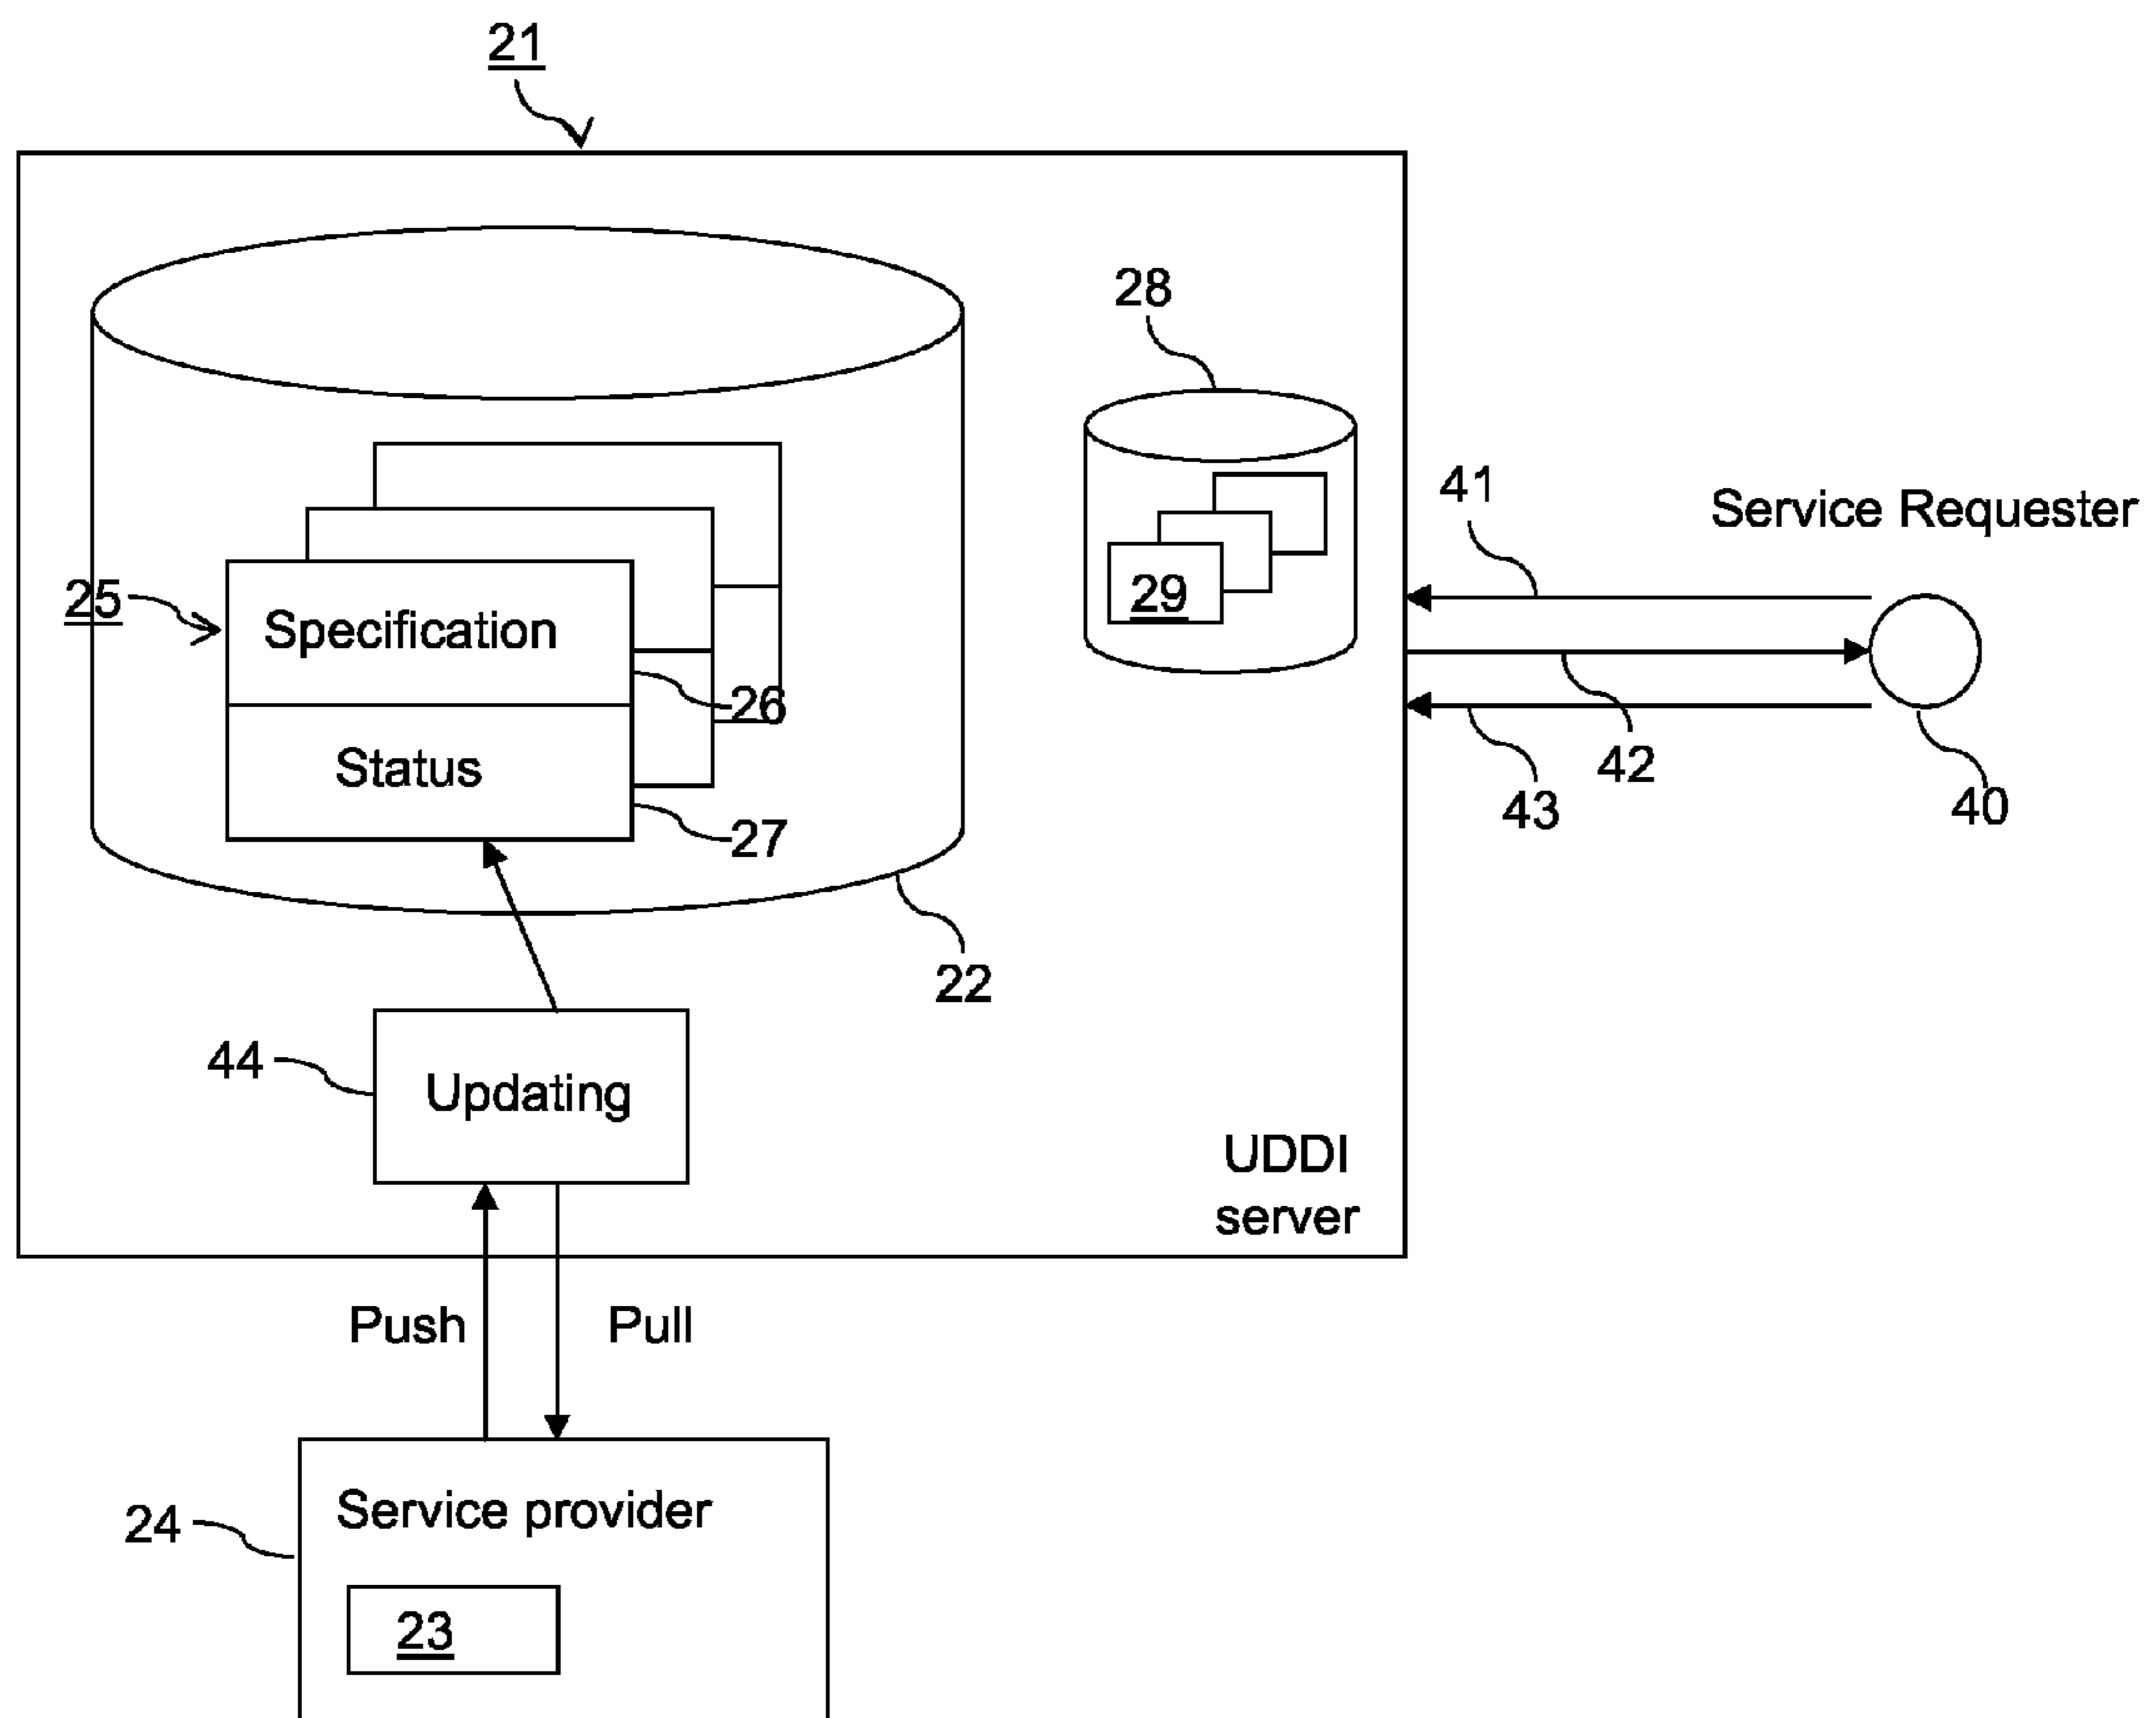 21
28
41
Service Requester
25
Specification
29
26
Status
42
43
40
27
22
44
Updating
UDDI
server
Push
Pull
Service provider
24
23